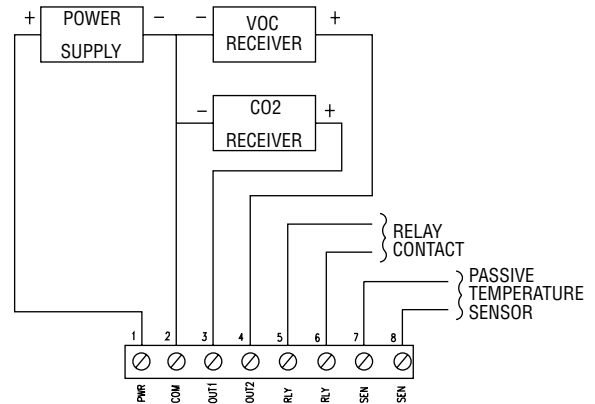 + POWER SUPPLY -
- VOC RECEIVER +
- CO2 RECEIVER +
RELAY
CONTACT
PASSIVE
TEMPERATURE
SENSOR
1 2 3 4 5 6 7 8
PWR COM OUT1 OUT2 RLY RLY SEN SEN